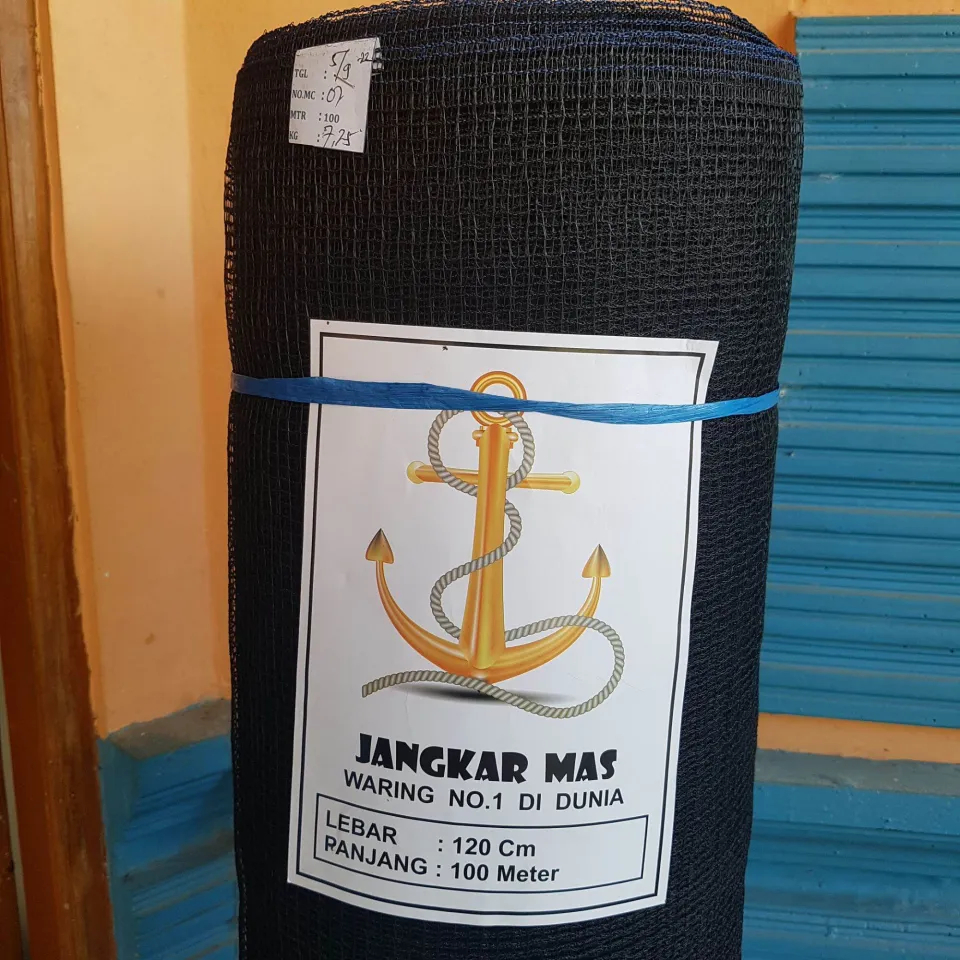 TGL : 5/9 -22
NO.MC : 07
MTR : 100
KG : 7,25
JANGKAR MAS
WARING NO.1 DI DUNIA
LEBAR : 120 Cm
PANJANG : 100 Meter